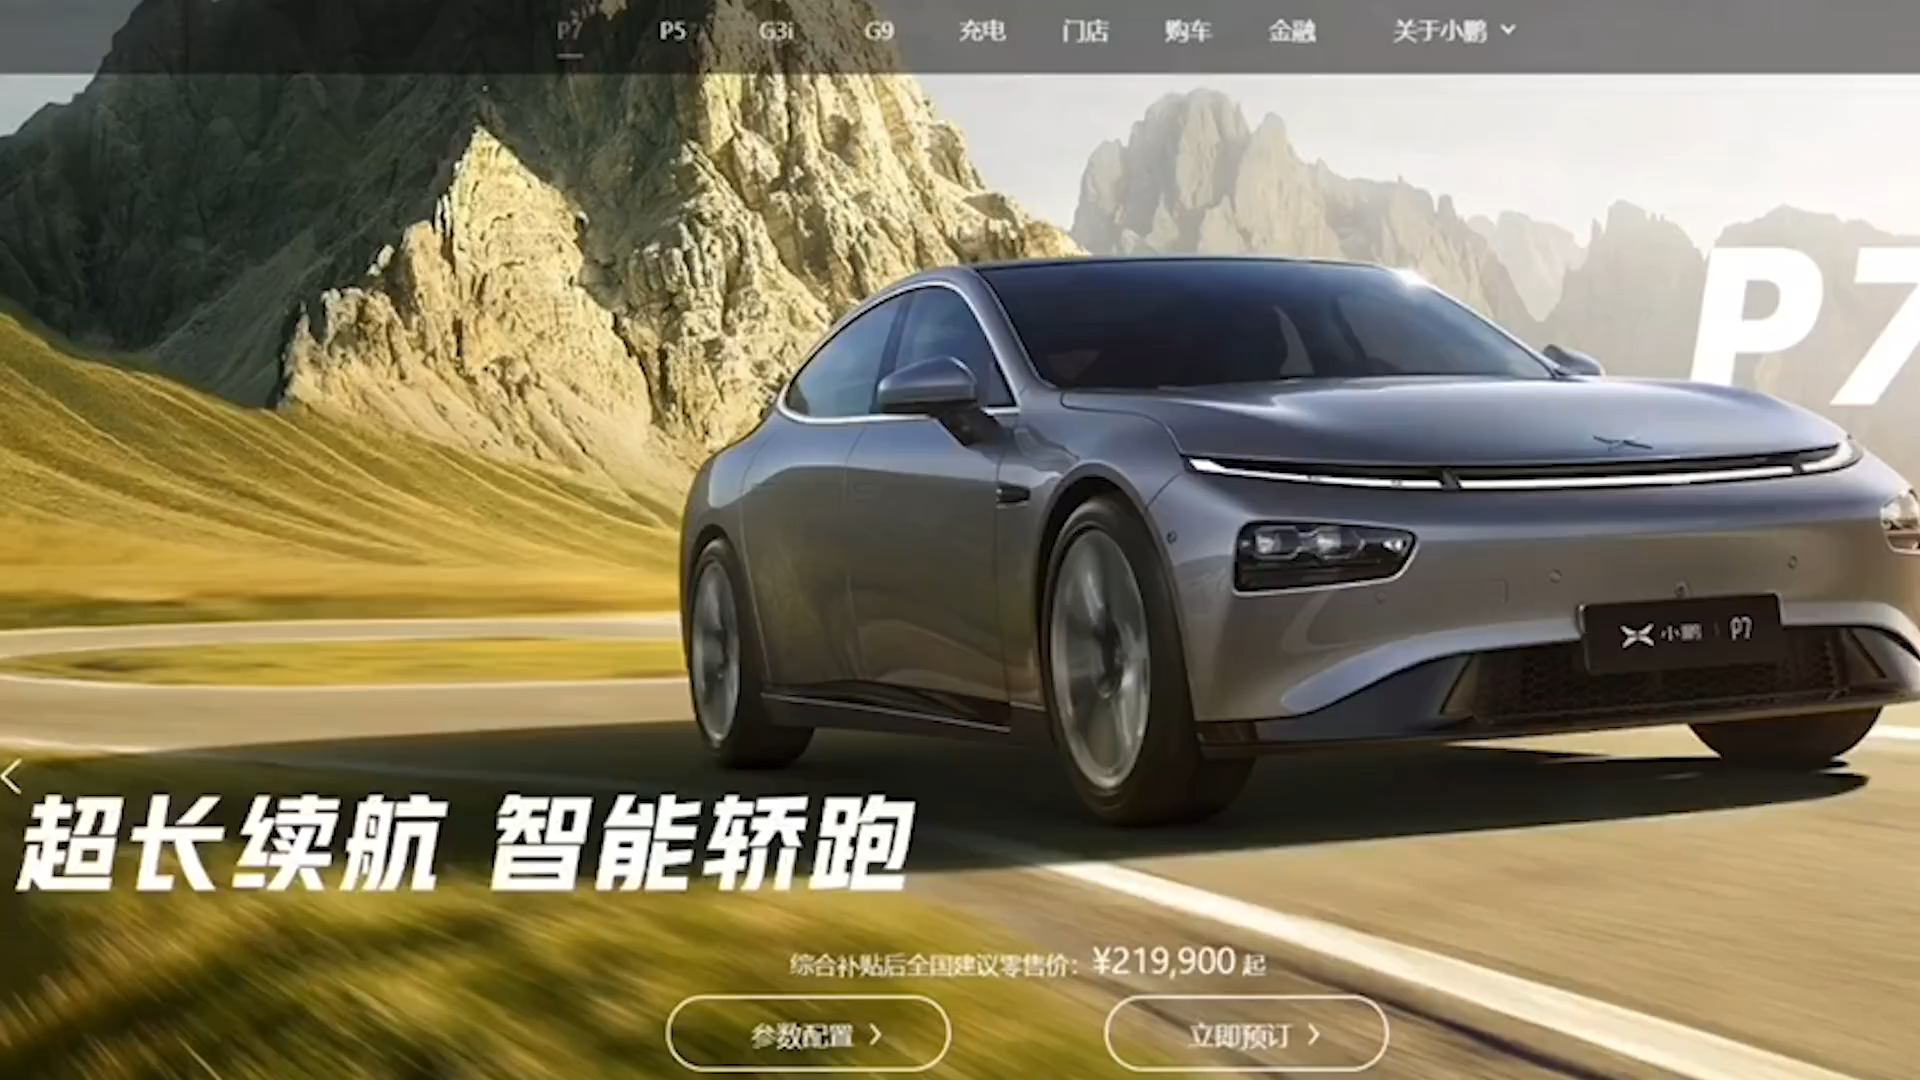 P7 P5 G3i G9 充电 门店 购车 金融 关于小鹏
P7
小鹏 P7
超长续航 智能轿跑
综合补贴后全国建议零售价：¥219,900 起
参数配置
立即预订